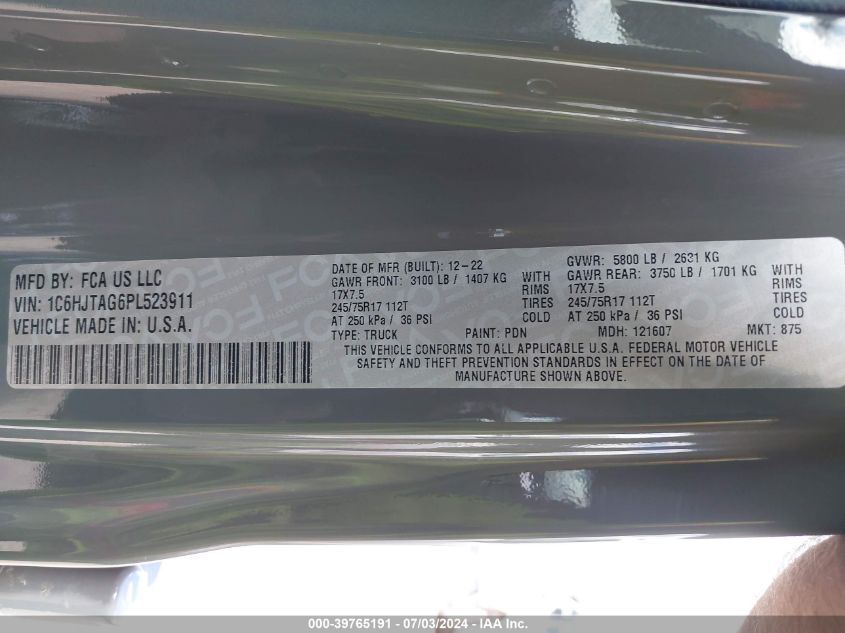 MFD BY: FCA US LLC
VIN: 1C6HJTAG6PL523911
VEHICLE MADE IN: U.S.A.
DATE OF MFR (BUILT): 12-22
GAWR FRONT: 3100 LB / 1407 KG WITH
17X7.5 RIMS
245/75R17 112T TIRES
AT 250 kPa / 36 PSI COLD
GVWR: 5800 LB / 2631 KG
GAWR REAR: 3750 LB / 1701 KG WITH
17X7.5 RIMS
245/75R17 112T TIRES
AT 250 kPa / 36 PSI COLD
TYPE: TRUCK PAINT: PDN MDH: 121607 MKT: 875
THIS VEHICLE CONFORMS TO ALL APPLICABLE U.S.A. FEDERAL MOTOR VEHICLE
SAFETY AND THEFT PREVENTION STANDARDS IN EFFECT ON THE DATE OF
MANUFACTURE SHOWN ABOVE.
000-39765191 - 07/03/2024 - IAA Inc.